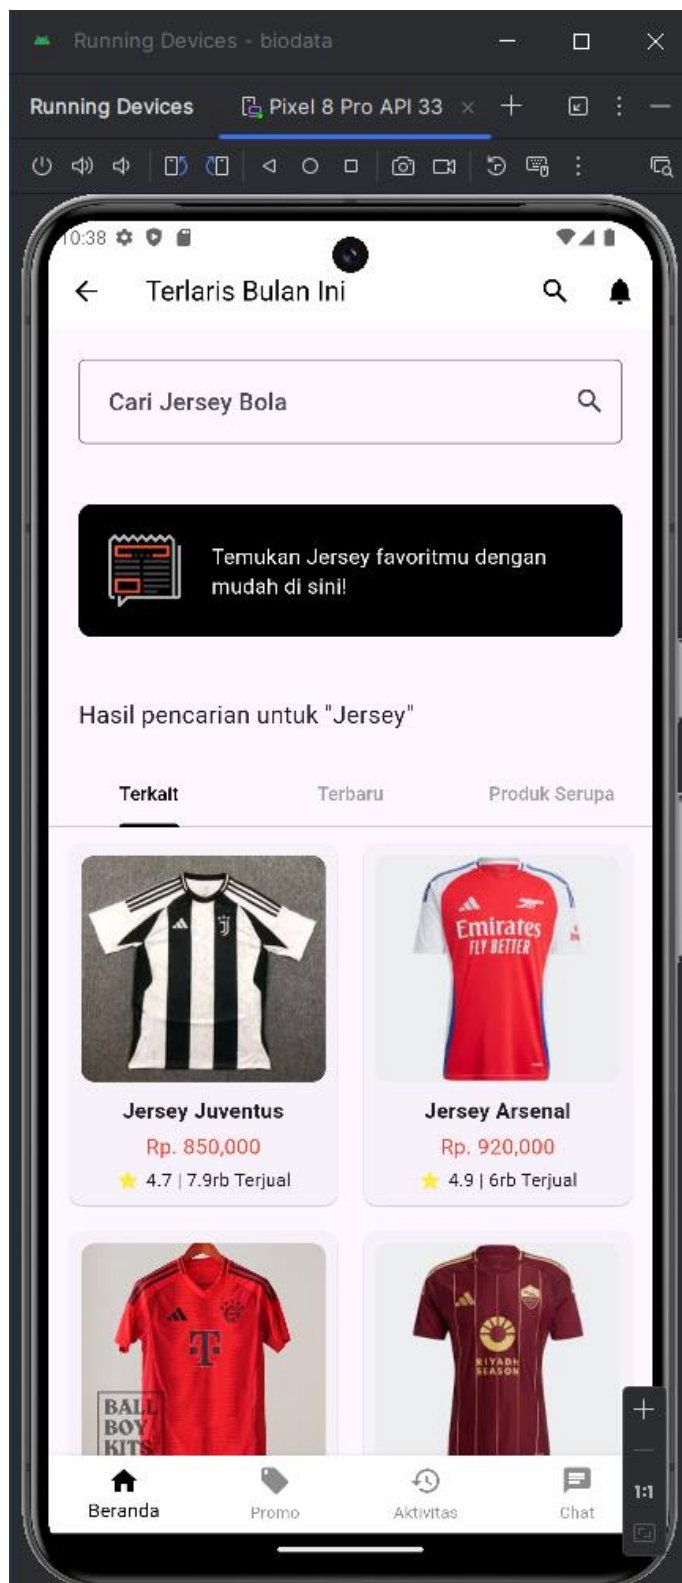 Running Devices - biodata
Running Devices
Pixel 8 Pro API 33
10:38
Terlaris Bulan Ini
Cari Jersey Bola
Temukan Jersey favoritmu dengan
mudah di sini!
Hasil pencarian untuk "Jersey"
Terkait
Terbaru
Produk Serupa
Emirates
FLY BETTER
Jersey Juventus
Rp. 850,000
4.7 | 7.9rb Terjual
Jersey Arsenal
Rp. 920,000
4.9 | 6rb Terjual
T
BALL
BOY
KITS
RIYADH
SEASON
1:1
Beranda
Promo
Aktivitas
Chat